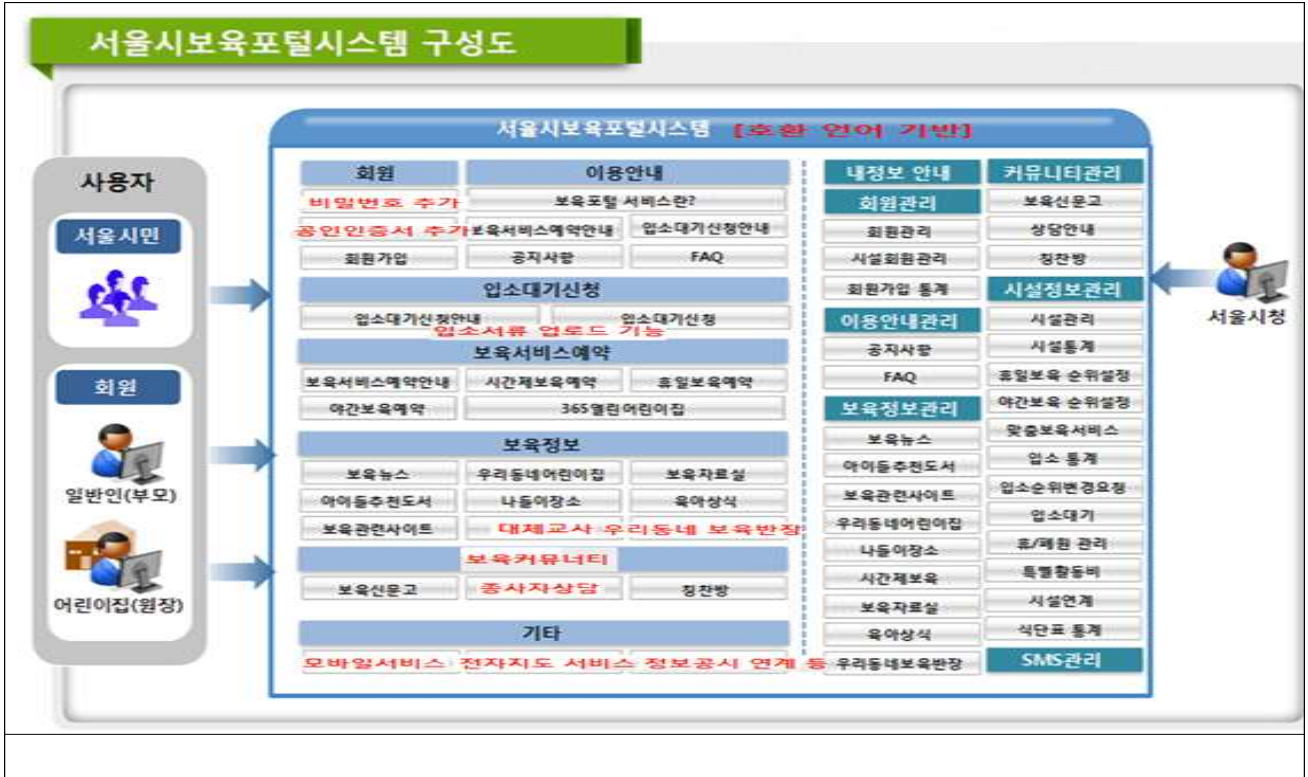 서울시보육포털시스템 구성도
서울시보육포털시스템 [호환 언어 기반]
사용자
서울시민
회원
일반인(부모)
어린이집(원장)
회원
이용안내
비밀번호 추가
보육포털 서비스란?
공인인증서 추가
보육서비스예약안내
입소대기신청안내
회원가입
공지사항
FAQ
입소대기신청
입소대기신청안내
입소대기신청
입소서류 업로드 기능
보육서비스예약
보육서비스예약안내
시간제보육예약
휴일보육예약
야간보육예약
365열린어린이집
보육정보
보육뉴스
우리동네어린이집
보육자료실
아이들추천도서
나들이장소
육아상식
보육관련사이트
대체교사 우리동네 보육반장
보육커뮤너티
보육신문고
종사자상담
칭찬방
기타
모바일서비스 전자지도 서비스 정보공시 연계 등
내정보 안내
회원관리
회원관리
시설회원관리
회원가입 통계
이용안내관리
공지사항
FAQ
보육정보관리
보육뉴스
아이들추천도서
보육관련사이트
우리동네어린이집
나들이장소
시간제보육
보육자료실
육아상식
우리동네보육반장
커뮤니티관리
보육신문고
상담안내
칭찬방
시설정보관리
시설관리
시설통계
휴일보육 순위설정
야간보육 순위설정
맞춤보육서비스
입소 통계
입소순위변경요청
입소대기
휴/폐원 관리
특별활동비
시설연계
식단표 통계
SMS관리
서울시청